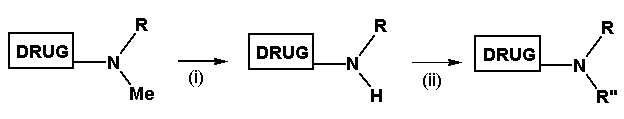 R R R
DRUG DRUG DRUG
N N N
(i) (ii)
Me H R"